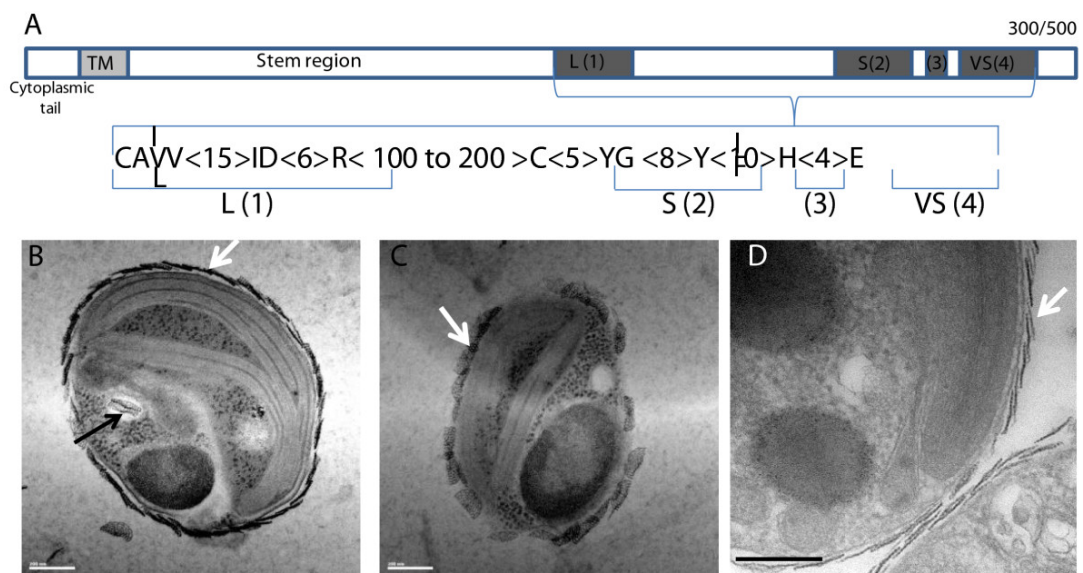 A
300/500
TM
Stem region
L (1)
S(2)
(3)
VS(4)
Cytoplasmic
tail
CAVV<15>ID<6>R< 100 to 200 >C<5>YG <8>Y<10>H<4>E
L
L (1)
S (2)
(3)
VS (4)
B
C
D